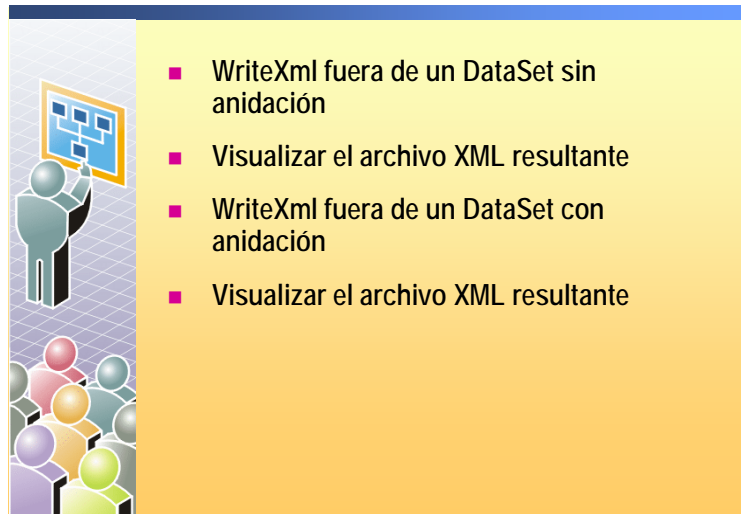 WriteXml fuera de un DataSet sin
anidación
Visualizar el archivo XML resultante
WriteXml fuera de un DataSet con
anidación
Visualizar el archivo XML resultante